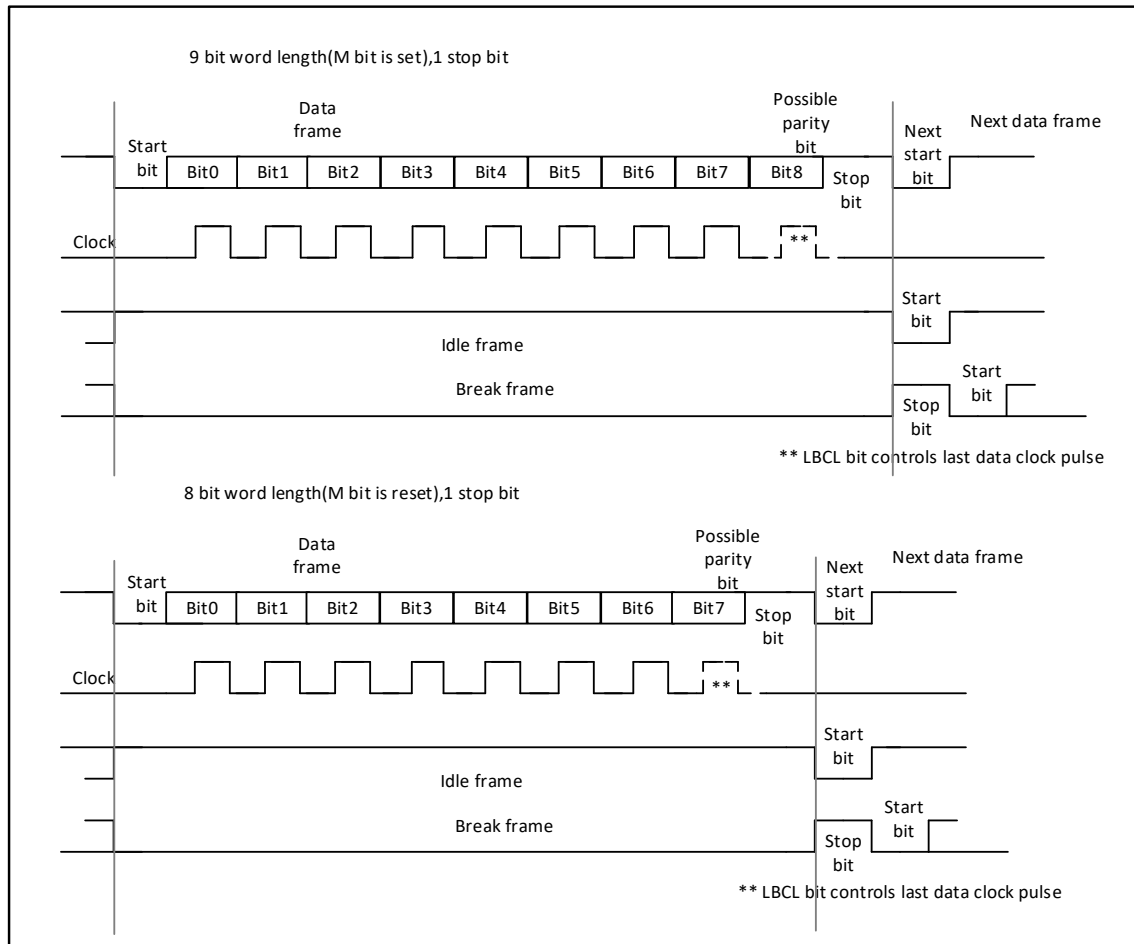 9 bit word length(M bit is set),1 stop bit
Data
frame
Possible
parity
bit
Next data frame
Start
bit
Bit0
Bit1
Bit2
Bit3
Bit4
Bit5
Bit6
Bit7
Bit8
Stop
bit
Next
start
bit
Clock
**
Start
bit
Idle frame
Break frame
Start
bit
Stop
bit
** LBCL bit controls last data clock pulse
8 bit word length(M bit is reset),1 stop bit
Data
frame
Possible
parity
bit
Next data frame
Start
bit
Bit0
Bit1
Bit2
Bit3
Bit4
Bit5
Bit6
Bit7
Stop
bit
Next
start
bit
Clock
**
Start
bit
Idle frame
Break frame
Start
bit
Stop
bit
** LBCL bit controls last data clock pulse